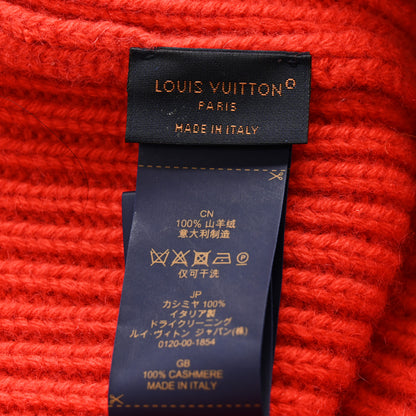 LOUIS VUITTON
PARIS
MADE IN ITALY
CN
100% 山羊绒
意大利制造
仅可干洗
JP
カシミヤ 100%
イタリア製
ドライクリーニング
ルイ・ヴィトン ジャパン(株)
0120-00-1854
GB
100% CASHMERE
MADE IN ITALY